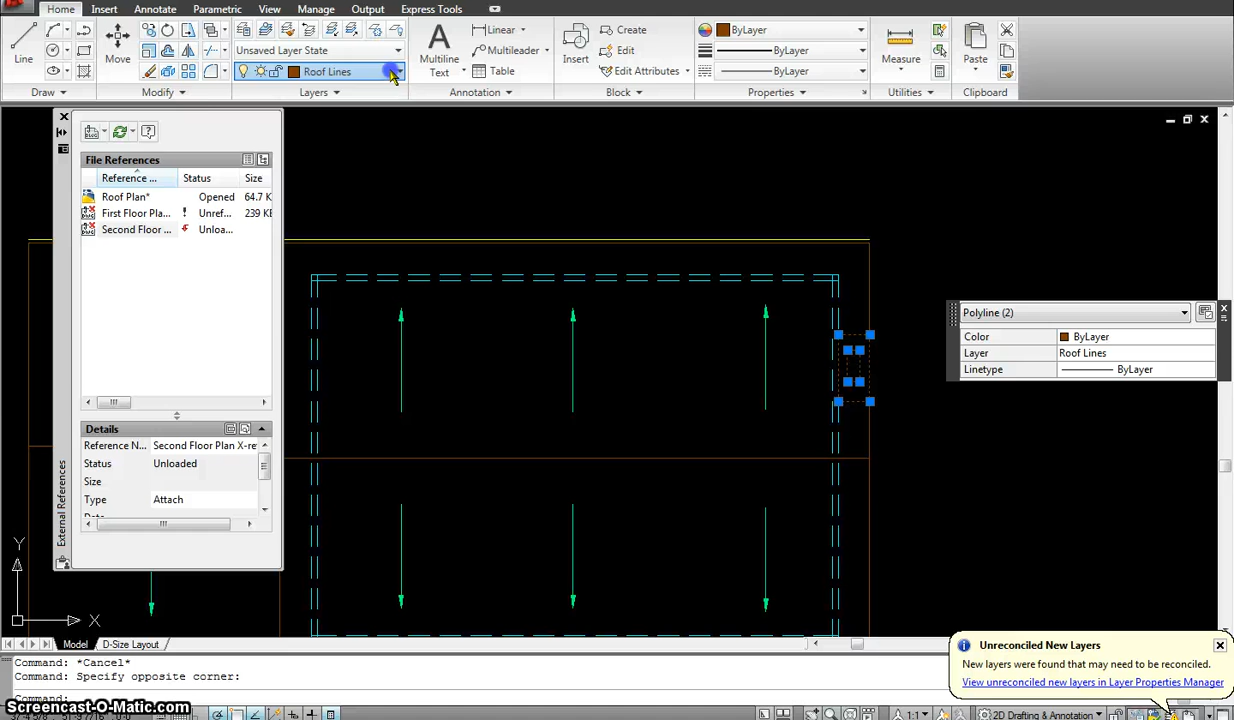 Home Insert Annotate Parametric View Manage Output Express Tools
Line
Move
Unsaved Layer State
Roof Lines
Multiline
Text
Linear
Multileader
Table
Insert
Create
Edit
Edit Attributes
ByLayer
ByLayer
ByLayer
Measure
Paste
Draw Modify Layers Annotation Block Properties Utilities Clipboard
File References
Reference ... Status Size
Roof Plan* Opened 64.7 K
First Floor Pla... ! Unref... 239 KE
Second Floor ... Unloa...
Details
Reference N... Second Floor Plan X-re
Status Unloaded
Size
Type Attach
External References
Polyline (2)
Color ByLayer
Layer Roof Lines
Linetype ByLayer
Y
X
Model D-Size Layout
Command: *Cancel*
Command: Specify opposite corner:
Command:
Unreconciled New Layers
New layers were found that may need to be reconciled.
View unreconciled new layers in Layer Properties Manager
Screencast-O-Matic.com
1:1 2D Drafting & Annotation